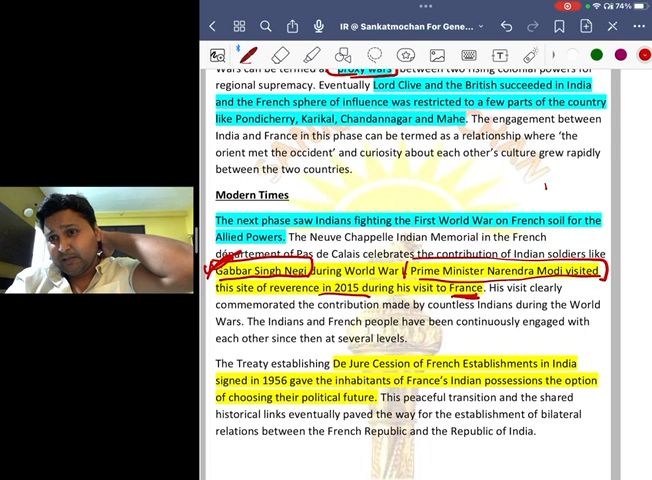 74%
IR @ Sankatmochan For Gene...
Wars can be termed as 'proxy wars' between two rising colonial powers for
regional supremacy. Eventually Lord Clive and the British succeeded in India
and the French sphere of influence was restricted to a few parts of the country
like Pondicherry, Karikal, Chandannagar and Mahe. The engagement between
India and France in this phase can be termed as a relationship where ‘the
orient met the occident’ and curiosity about each other’s culture grew rapidly
between the two countries.
Modern Times
The next phase saw Indians fighting the First World War on French soil for the
Allied Powers. The Neuve Chappelle Indian Memorial in the French
département of Pas de Calais celebrates the contribution of Indian soldiers like
Gabbar Singh Negi during World War I. Prime Minister Narendra Modi visited
this site of reverence in 2015 during his visit to France. His visit clearly
commemorated the contribution made by countless Indians during the World
Wars. The Indians and French people have been continuously engaged with
each other since then at several levels.
The Treaty establishing De Jure Cession of French Establishments in India
signed in 1956 gave the inhabitants of France’s Indian possessions the option
of choosing their political future. This peaceful transition and the shared
historical links eventually paved the way for the establishment of bilateral
relations between the French Republic and the Republic of India.